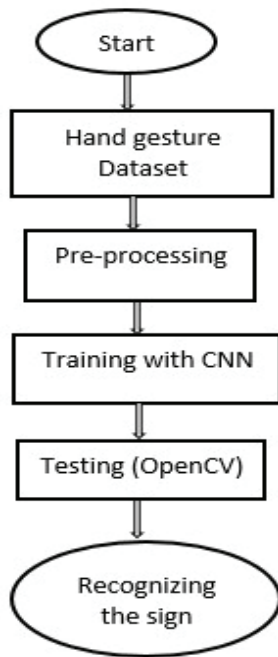 Start
Hand gesture
Dataset
Pre-processing
Training with CNN
Testing (OpenCV)
Recognizing
the sign